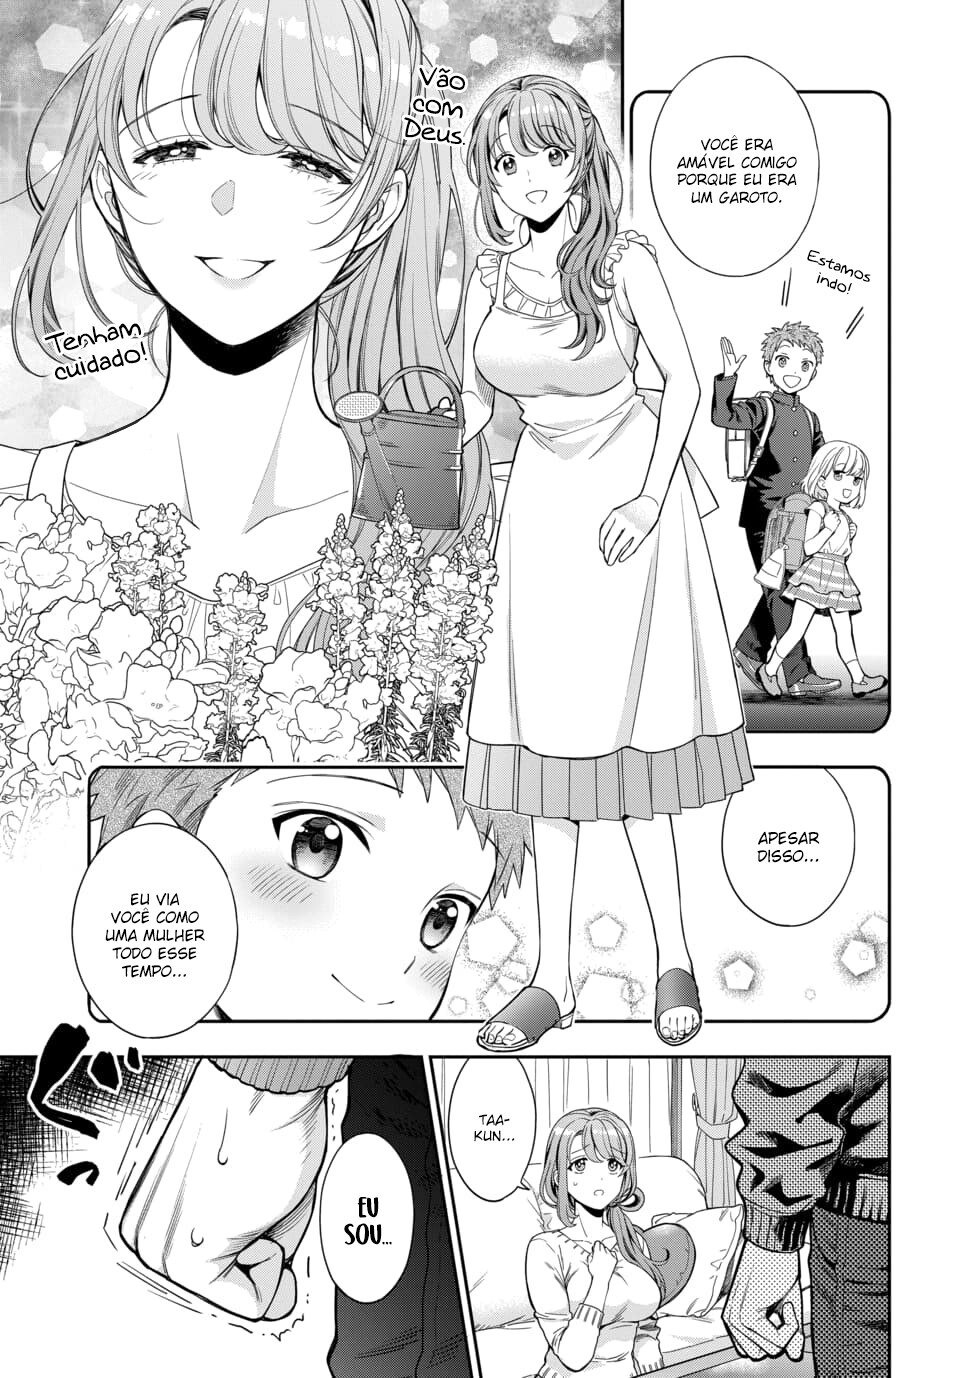 VOCÊ ERA
AMÁVEL COMIGO
PORQUE EU ERA
UM GAROTO.
Estamos
indo!
Vão
com
Deus.
Tenham
cuidado!
APESAR
DISSO...
EU VIA
VOCÊ COMO
UMA MULHER
TODO ESSE
TEMPO...
TAA-
KUN...
EU
SOU...
ぐ